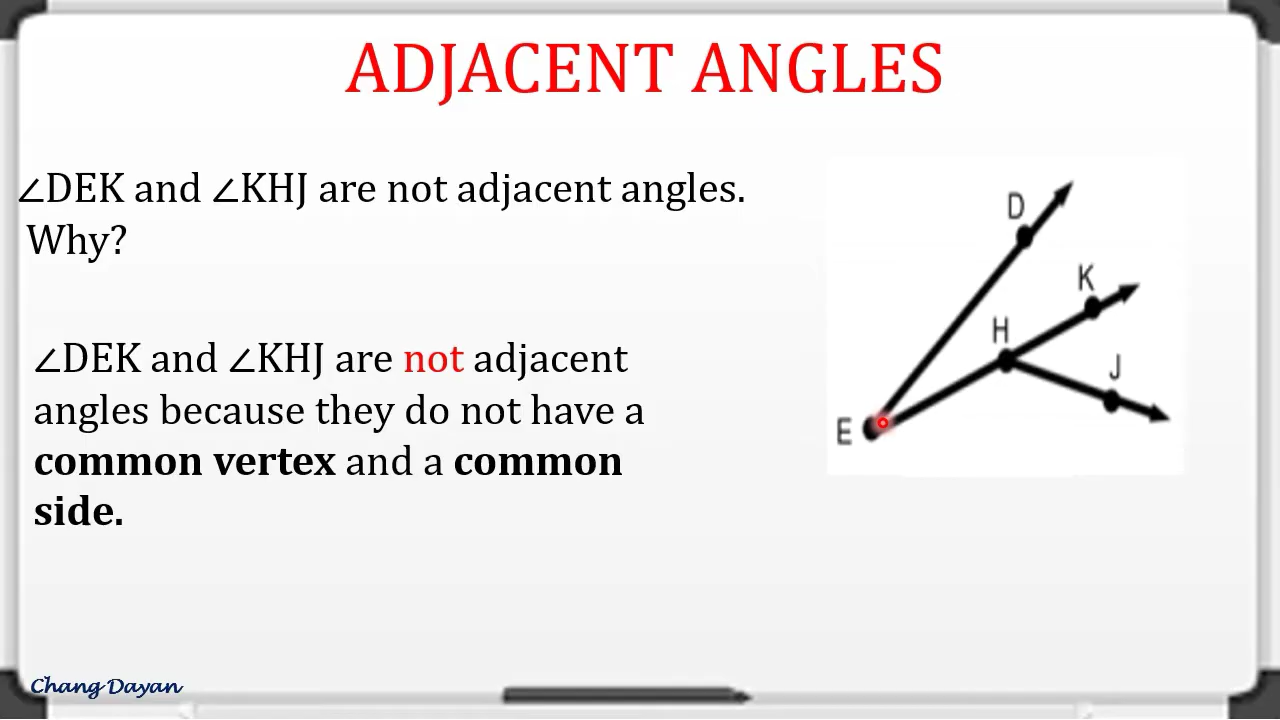 ADJACENT ANGLES
∠DEK and ∠KHJ are not adjacent angles.
Why?
∠DEK and ∠KHJ are not adjacent
angles because they do not have a
common vertex and a common
side.
D
K
H
J
E
Chang Dayan